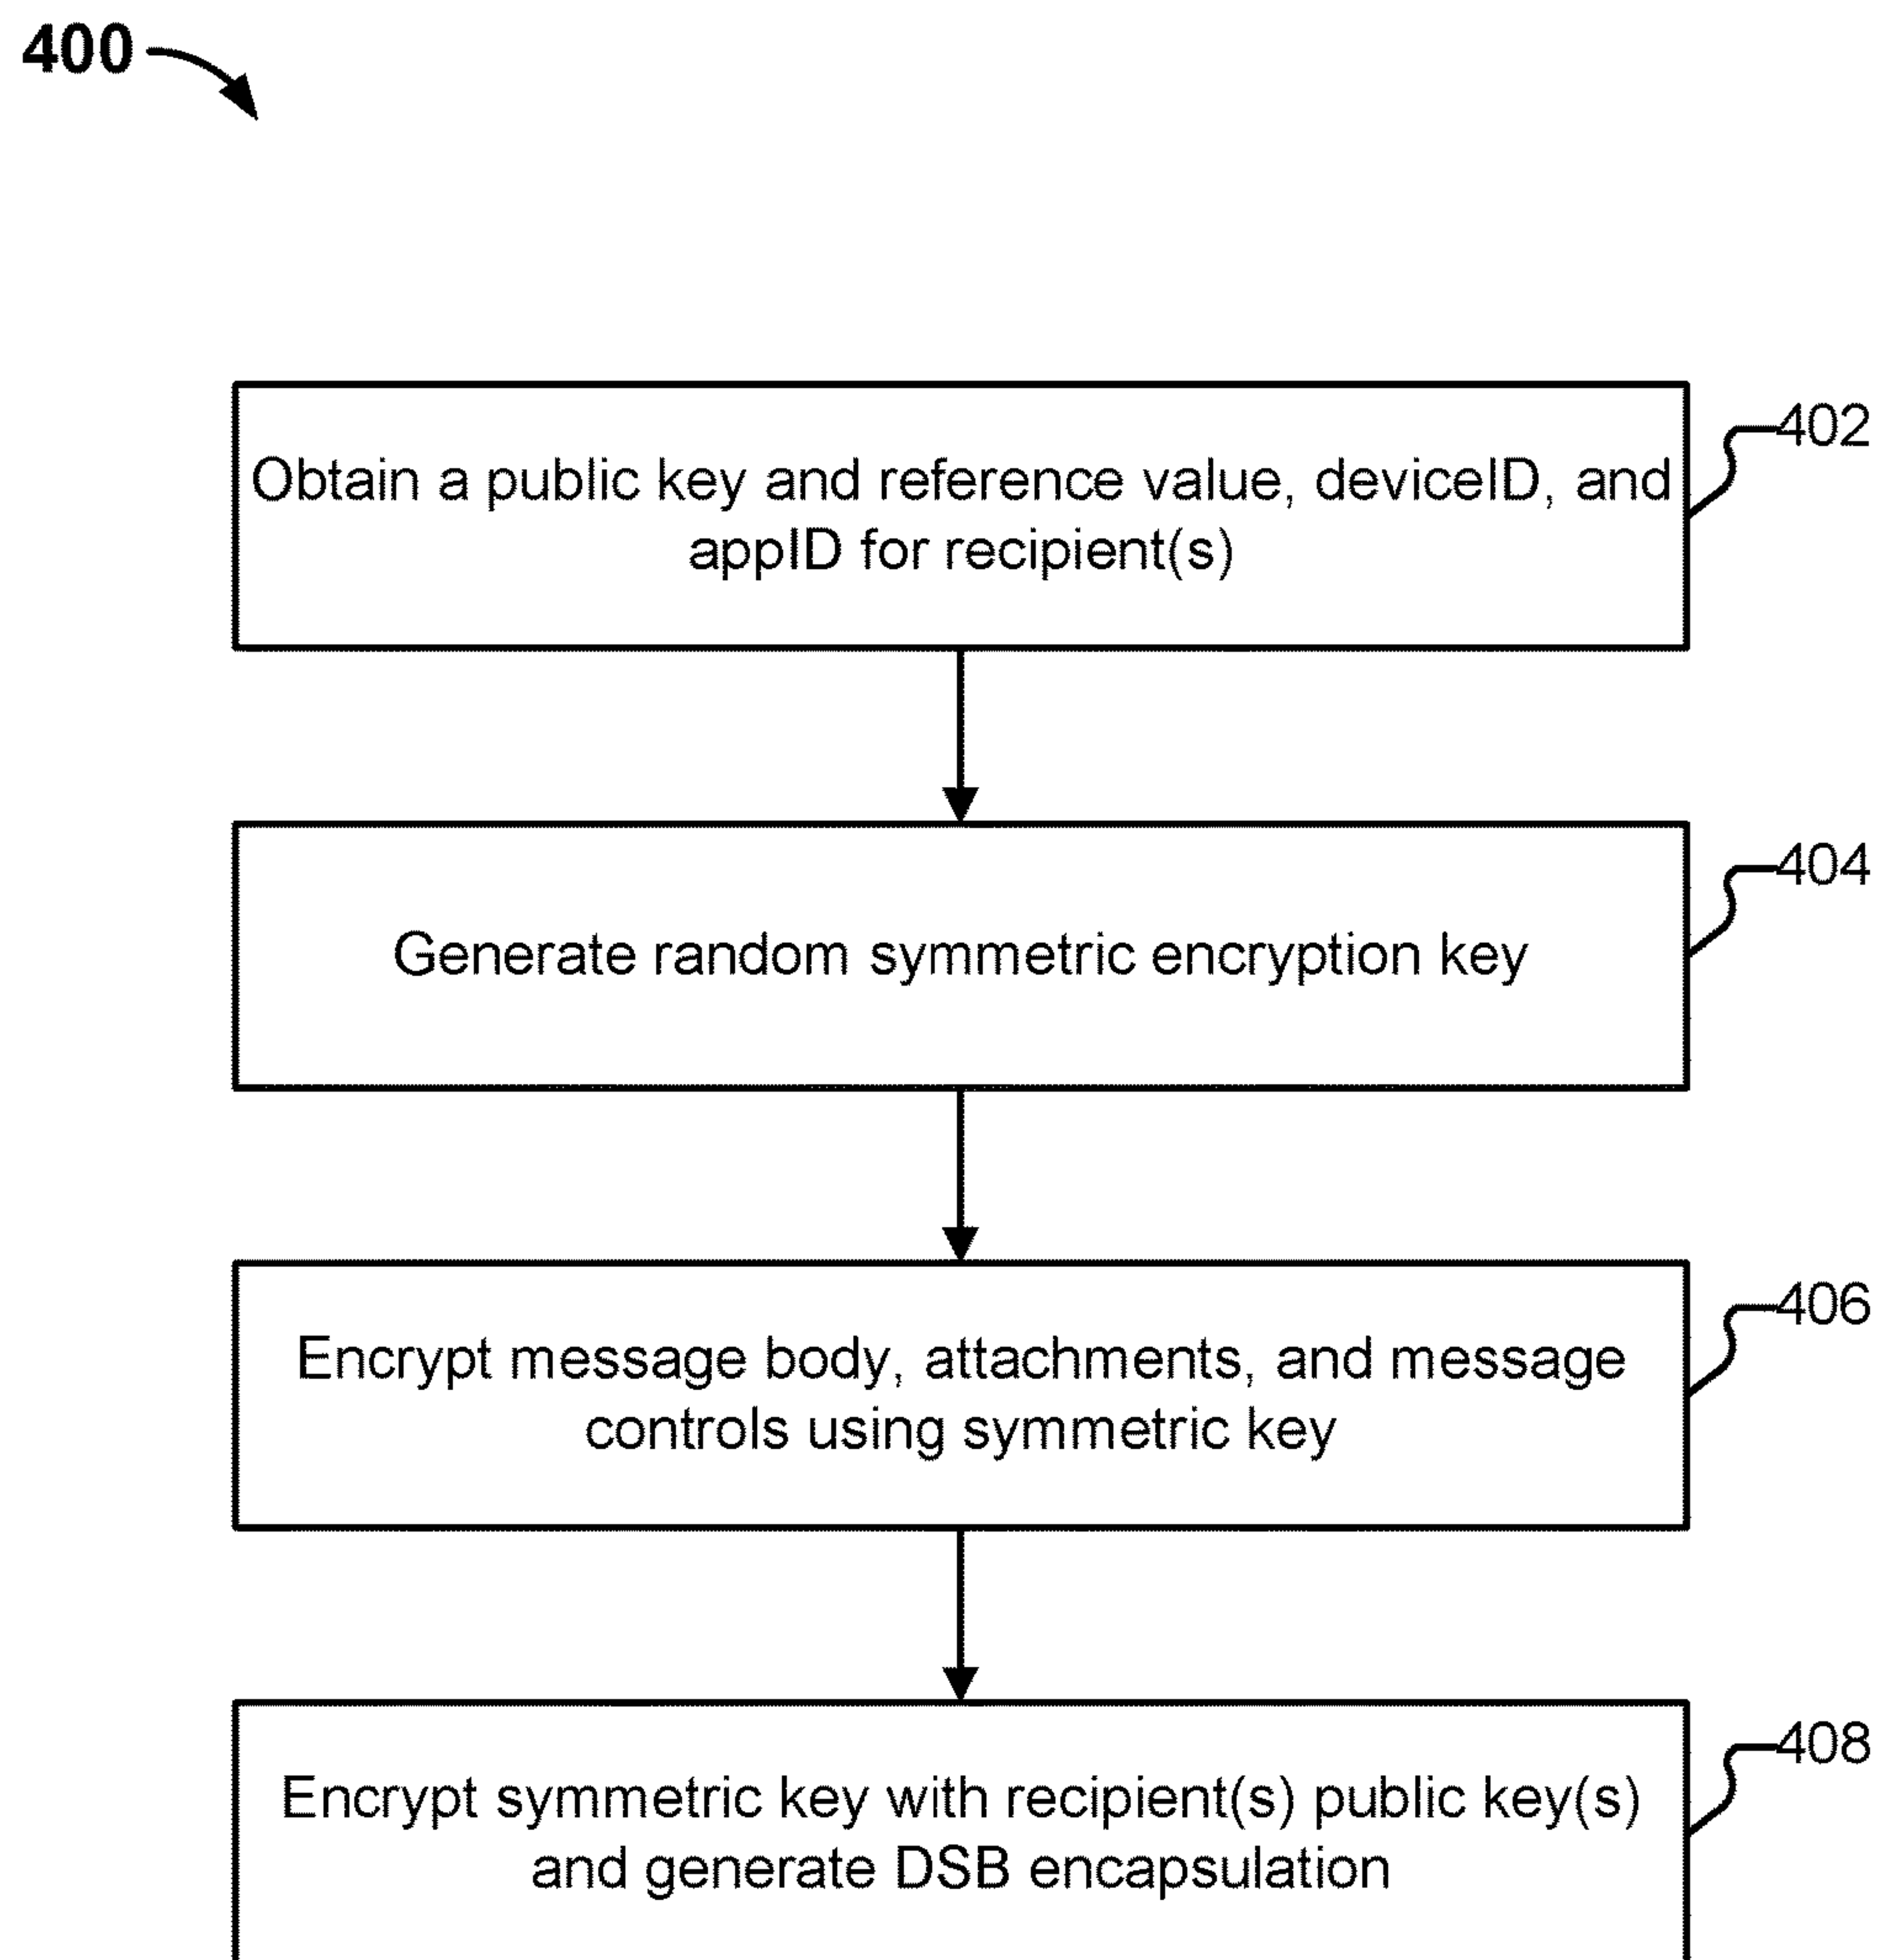 400
402
Obtain a public key and reference value, deviceID, and
appID for recipient(s)
404
Generate random symmetric encryption key
406
Encrypt message body, attachments, and message
controls using symmetric key
408
Encrypt symmetric key with recipient(s) public key(s)
and generate DSB encapsulation